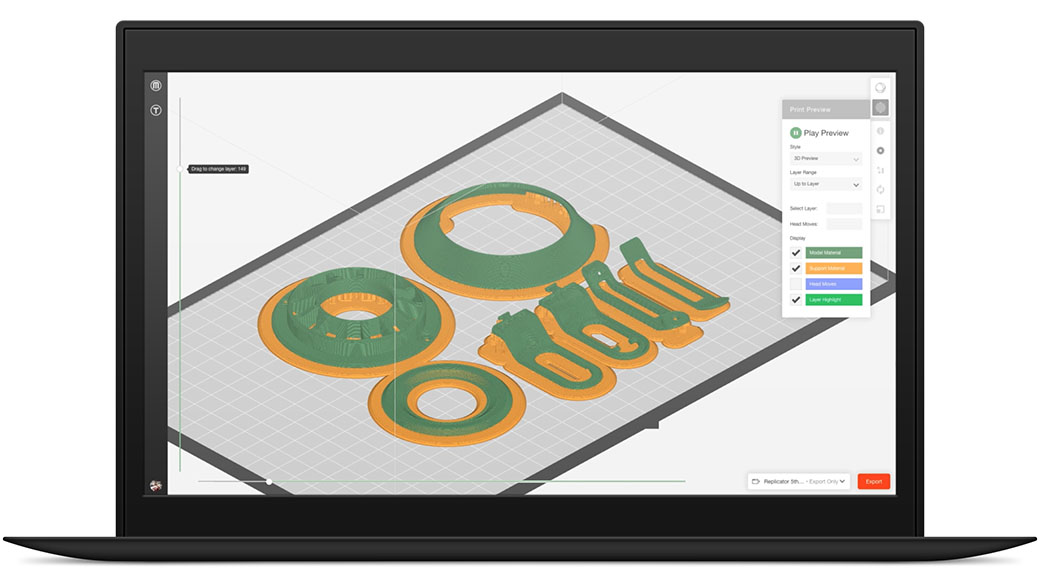 Drag to change layer: 148
Print Preview
Play Preview
Style
3D Preview
Layer Range
Up to Layer
Select Layer:
Head Moves:
Display
Model Material
Support Material
Head Moves
Layer Highlight
Replicator 5th... - Export Only
Export